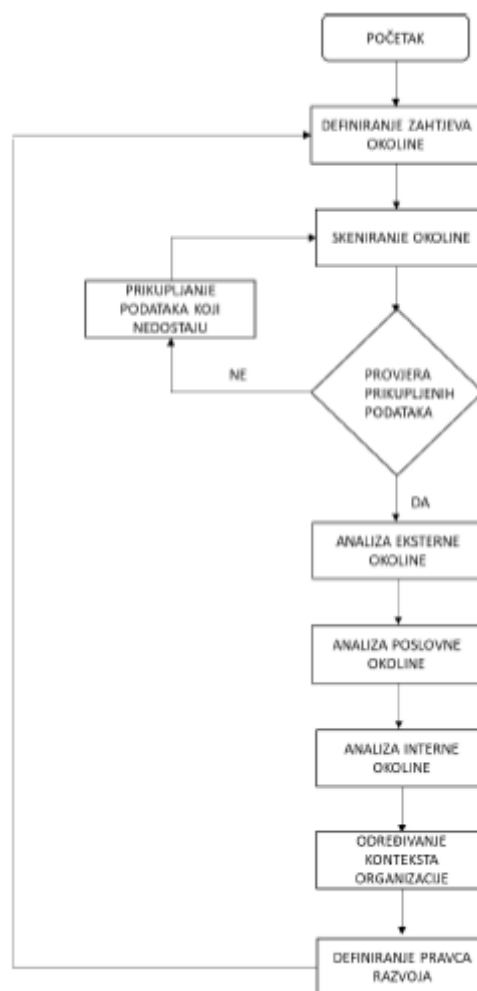 POČETAK
DEFINIRANJE ZAHTJEVA
OKOLINE
SKENIRANJE OKOLINE
PRIKUPLJANJE
PODATAKA KOJI
NEDOSTAJU
NE
PROVJERA
PRIKUPLJENIH
PODATAKA
DA
ANALIZA EKSTERNE
OKOLINE
ANALIZA POSLOVNE
OKOLINE
ANALIZA INTERNE
OKOLINE
ODREĐIVANJE
KONTEKSTA
ORGANIZACIJE
DEFINIRANJE PRAVCA
RAZVOJA